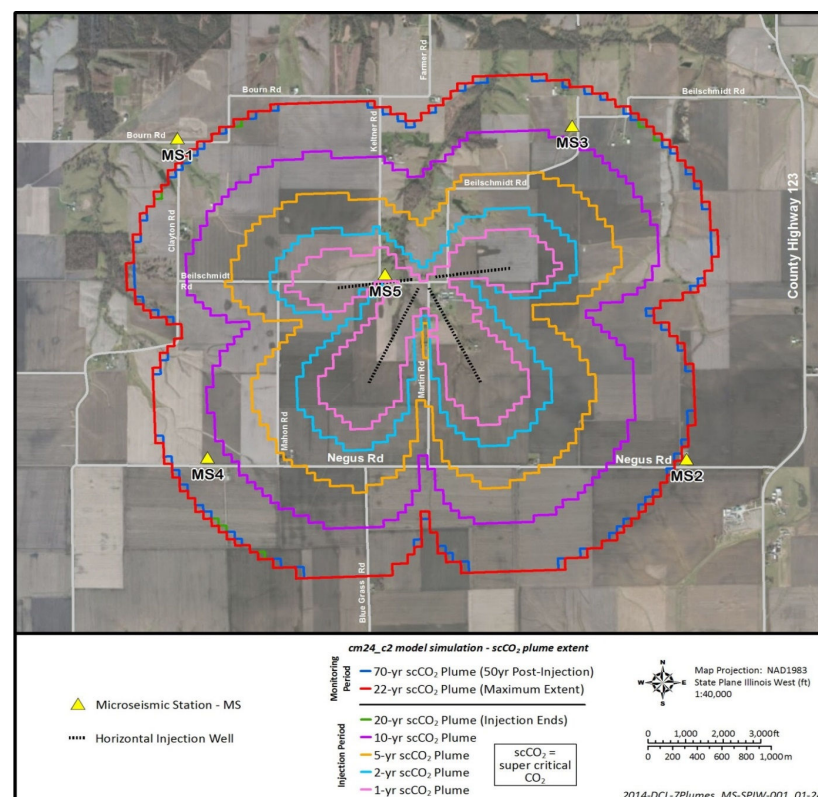 Farmer Rd
Bourn Rd
Beilschmidt Rd
Keltner Rd
Bourn Rd
MS1
MS3
Beilschmidt Rd
County Highway 123
Clayton Rd
Beilschmidt
Rd
MS5
Martin Rd
Mahon Rd
Negus Rd
Negus Rd
MS4
MS2
Blue Grass Rd
cm24_c2 model simulation - scCO₂ plume extent
Monitoring
Period
70-yr scCO₂ Plume (50yr Post-Injection)
22-yr scCO₂ Plume (Maximum Extent)
Microseismic Station - MS
Horizontal Injection Well
Injection Period
20-yr scCO₂ Plume (Injection Ends)
10-yr scCO₂ Plume
5-yr scCO₂ Plume
2-yr scCO₂ Plume
1-yr scCO₂ Plume
scCO₂ =
super critical
CO₂
N
W E
S
Map Projection: NAD1983
State Plane Illinois West (ft)
1:40,000
0 1,000 2,000 3,000ft
0 200 400 600 800 1,000m